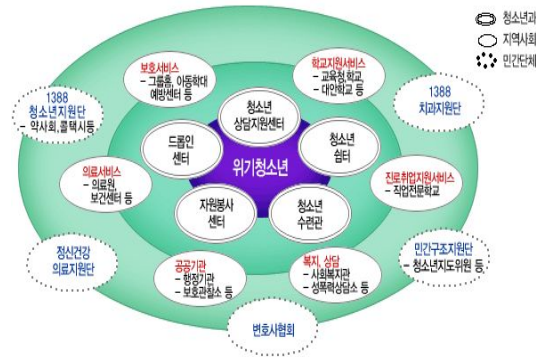 청소년과
지역사회
민간단체
보호서비스
- 그룹홈, 아동학대
예방센터 등
학교지원서비스
- 교육청,학교,
- 대안학교 등
1388
청소년지원단
- 약사회,콜택시등
1388
치과지원단
청소년
상담지원센터
드롭인
센터
청소년
쉼터
위기청소년
의료서비스
- 의료원,
보건센터 등
진로취업지원서비스
- 직업전문학교
자원봉사
센터
청소년
수련관
정신건강
의료지원단
민간구조지원단
- 청소년지도위원 등
공공기관
- 행정기관
- 보호관찰소 등
복지, 상담
- 사회복지관
- 성폭력상담소 등
변호사협회